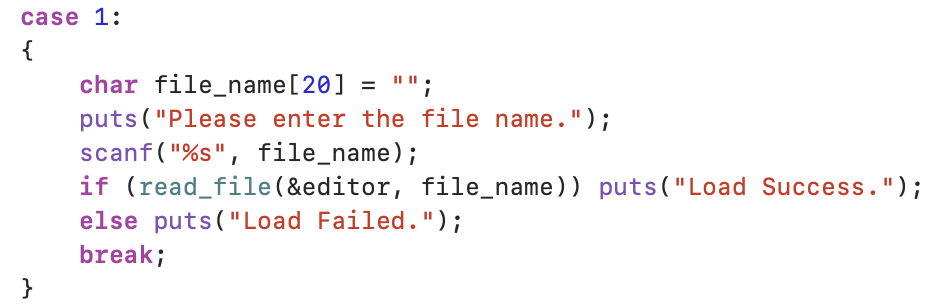 case 1:
{
    char file_name[20] = "";
    puts("Please enter the file name.");
    scanf("%s", file_name);
    if (read_file(&editor, file_name)) puts("Load Success.");
    else puts("Load Failed.");
    break;
}